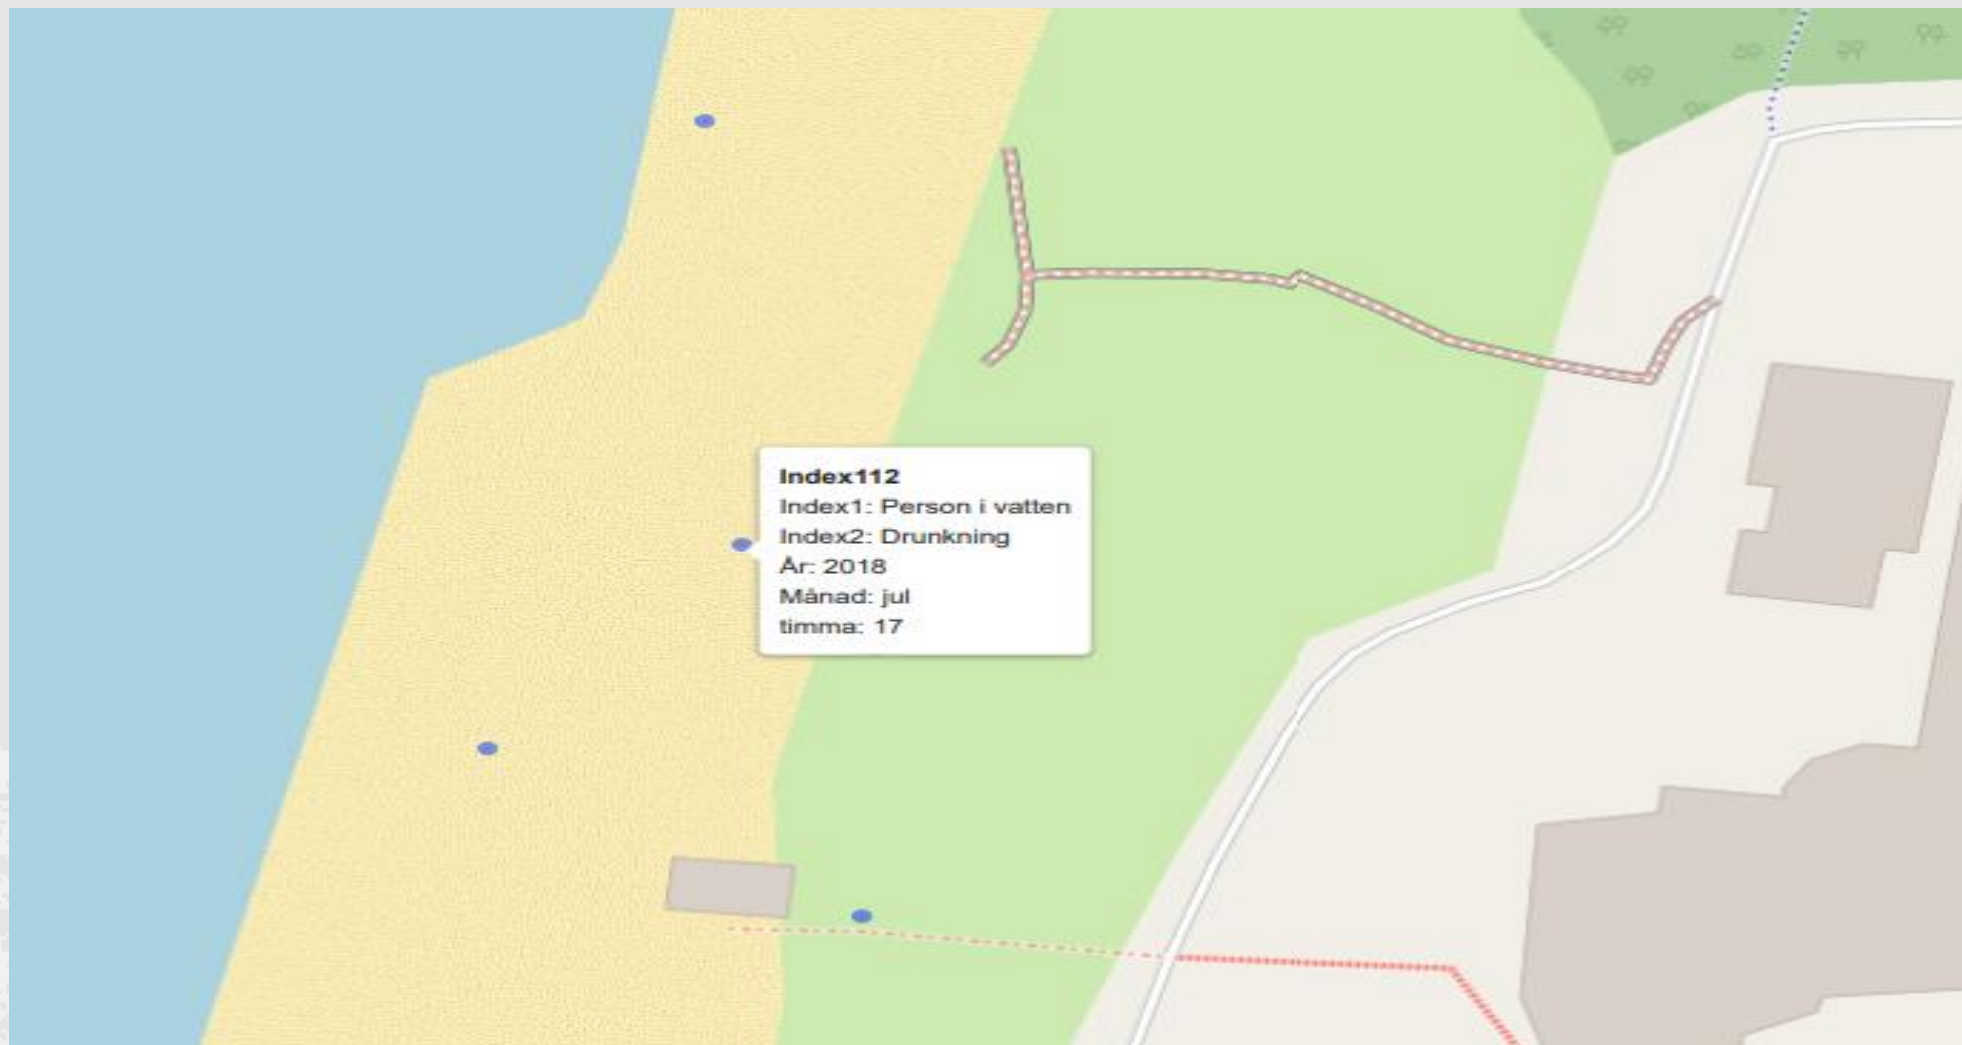 Index112
Index1: Person i vatten
Index2: Drunkning
År: 2018
Månad: jul
timma: 17